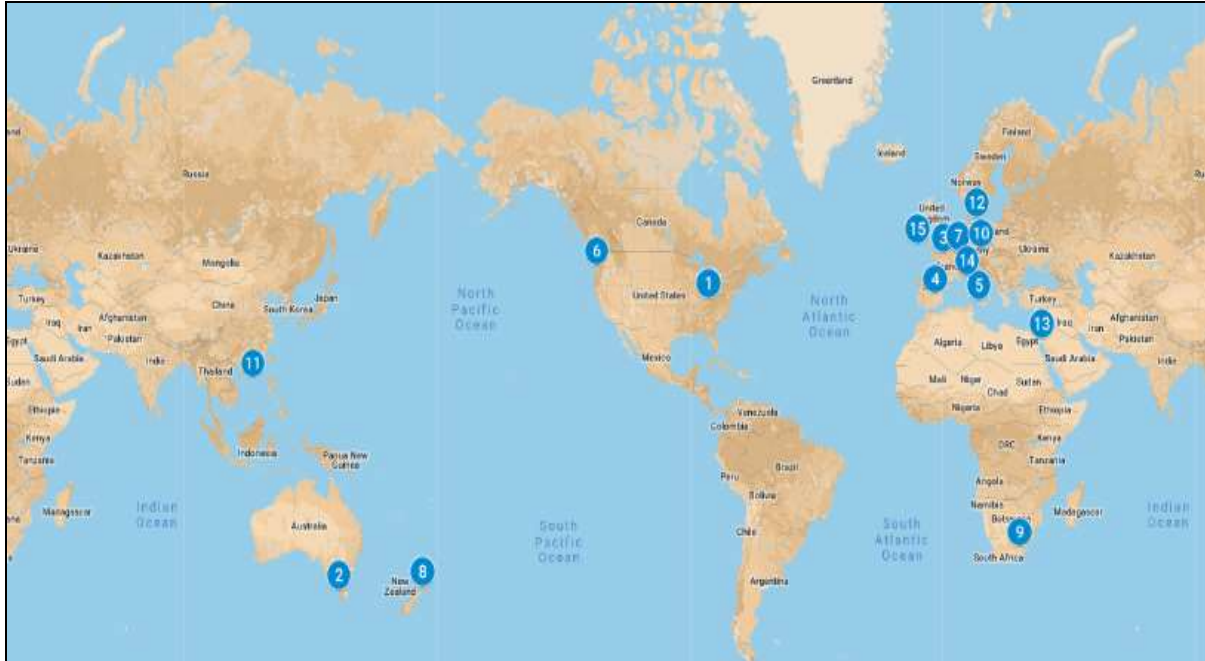 Greenland
Finland
Iceland
Sweden
Russia
Norway
12
United
Canada
15
3
7
10
Ukraine
6
14
Kazakhstan
Mongolia
4
5
1
United States
Turkey
China
South Korea
Japan
North
Pacific
Ocean
North
Atlantic
Ocean
Turkey
Iraq
Iran
Afghanistan
Pakistan
13
Iraq
Iran
Afghanistan
Pakistan
Algeria
Libya
Egypt
Saudi Arabia
India
Thailand
11
Mexico
Saudi Arabia
India
Mali
Niger
Chad
Sudan
Ethiopia
Venezuela
Colombia
Nigeria
Ethiopia
Kenya
Tanzania
Indonesia
Papua New
Guinea
Peru
Brazil
DRC
Kenya
Tanzania
Bolivia
Angola
Madagascar
Indian
Ocean
Australia
South
Pacific
Ocean
Chile
South
Atlantic
Ocean
Namibia
Botswana
Madagascar
Indian
Ocean
9
South Africa
2
8
New
Zealand
Argentina